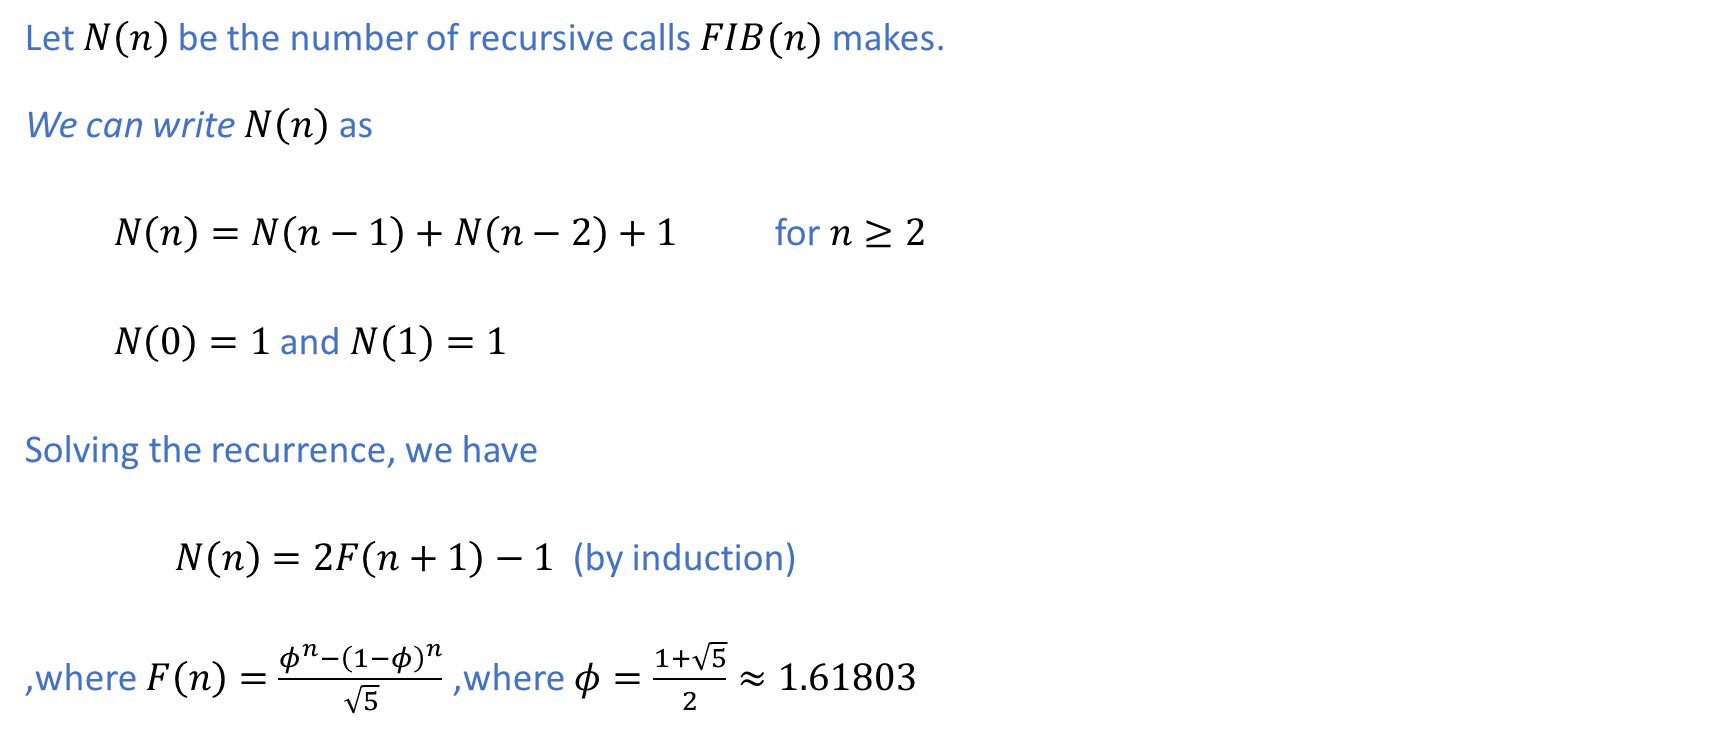 Let N(n) be the number of recursive calls FIB(n) makes.
We can write N(n) as
N(n) = N(n − 1) + N(n − 2) + 1 for n ≥ 2
N(0) = 1 and N(1) = 1
Solving the recurrence, we have
N(n) = 2F(n + 1) − 1 (by induction)
,where F(n) = \frac{ϕ^n−(1−ϕ)^n}{√5} ,where ϕ = \frac{1+√5}{2} ≈ 1.61803